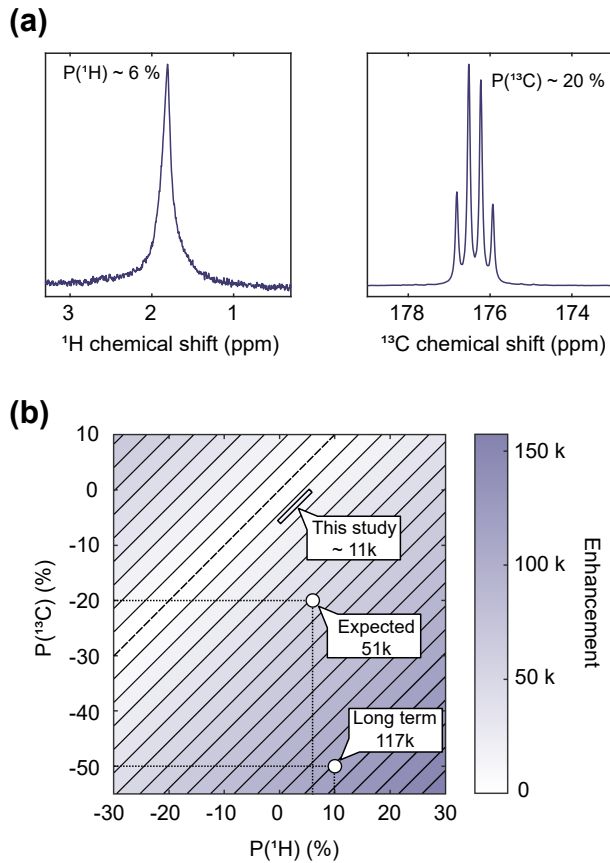 (a)
P(¹H) ~ 6 %
P(¹³C) ~ 20 %
3 2 1
178 176 174
¹H chemical shift (ppm)
¹³C chemical shift (ppm)
(b)
10
0
-10
-20
-30
-40
-50
P(¹³C) (%)
This study
~ 11k
Expected
51k
Long term
117k
-30 -20 -10 0 10 20 30
P(¹H) (%)
150 k
100 k
50 k
0
Enhancement